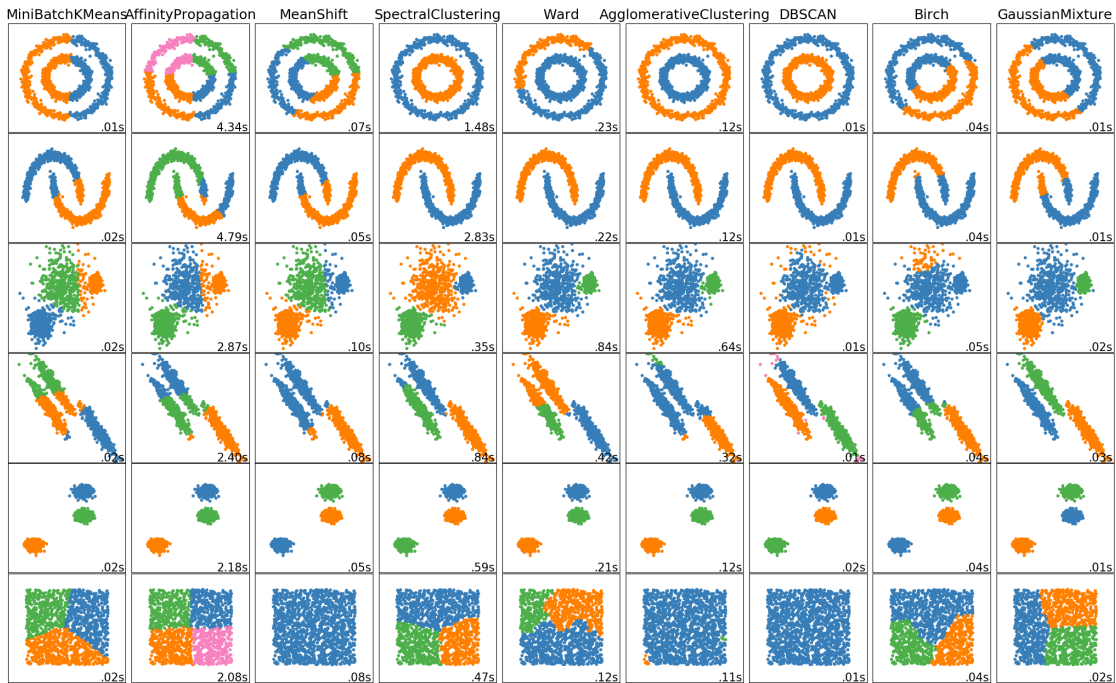 MiniBatchKMeans AffinityPropagation MeanShift SpectralClustering Ward AgglomerativeClustering DBSCAN Birch GaussianMixture
.01s 4.34s .07s 1.48s .23s .12s .01s .04s .01s
.02s 4.79s .05s 2.83s .22s .12s .01s .04s .01s
.02s 2.87s .10s .35s .84s .64s .01s .05s .02s
.02s 2.40s .08s .84s .42s .32s .01s .04s .03s
.02s 2.18s .05s .59s .21s .12s .02s .04s .01s
.02s 2.08s .08s .47s .12s .11s .01s .04s .02s